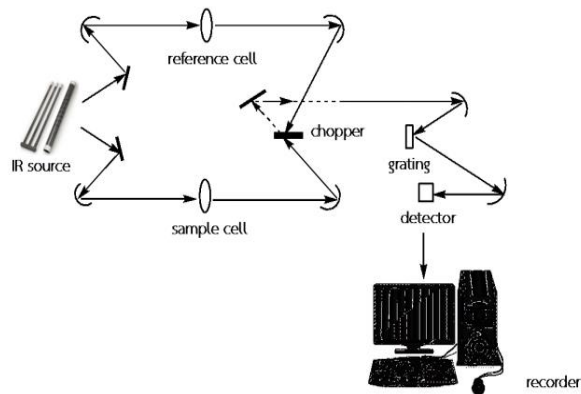 reference cell
chopper
IR source
grating
sample cell
detector
recorder